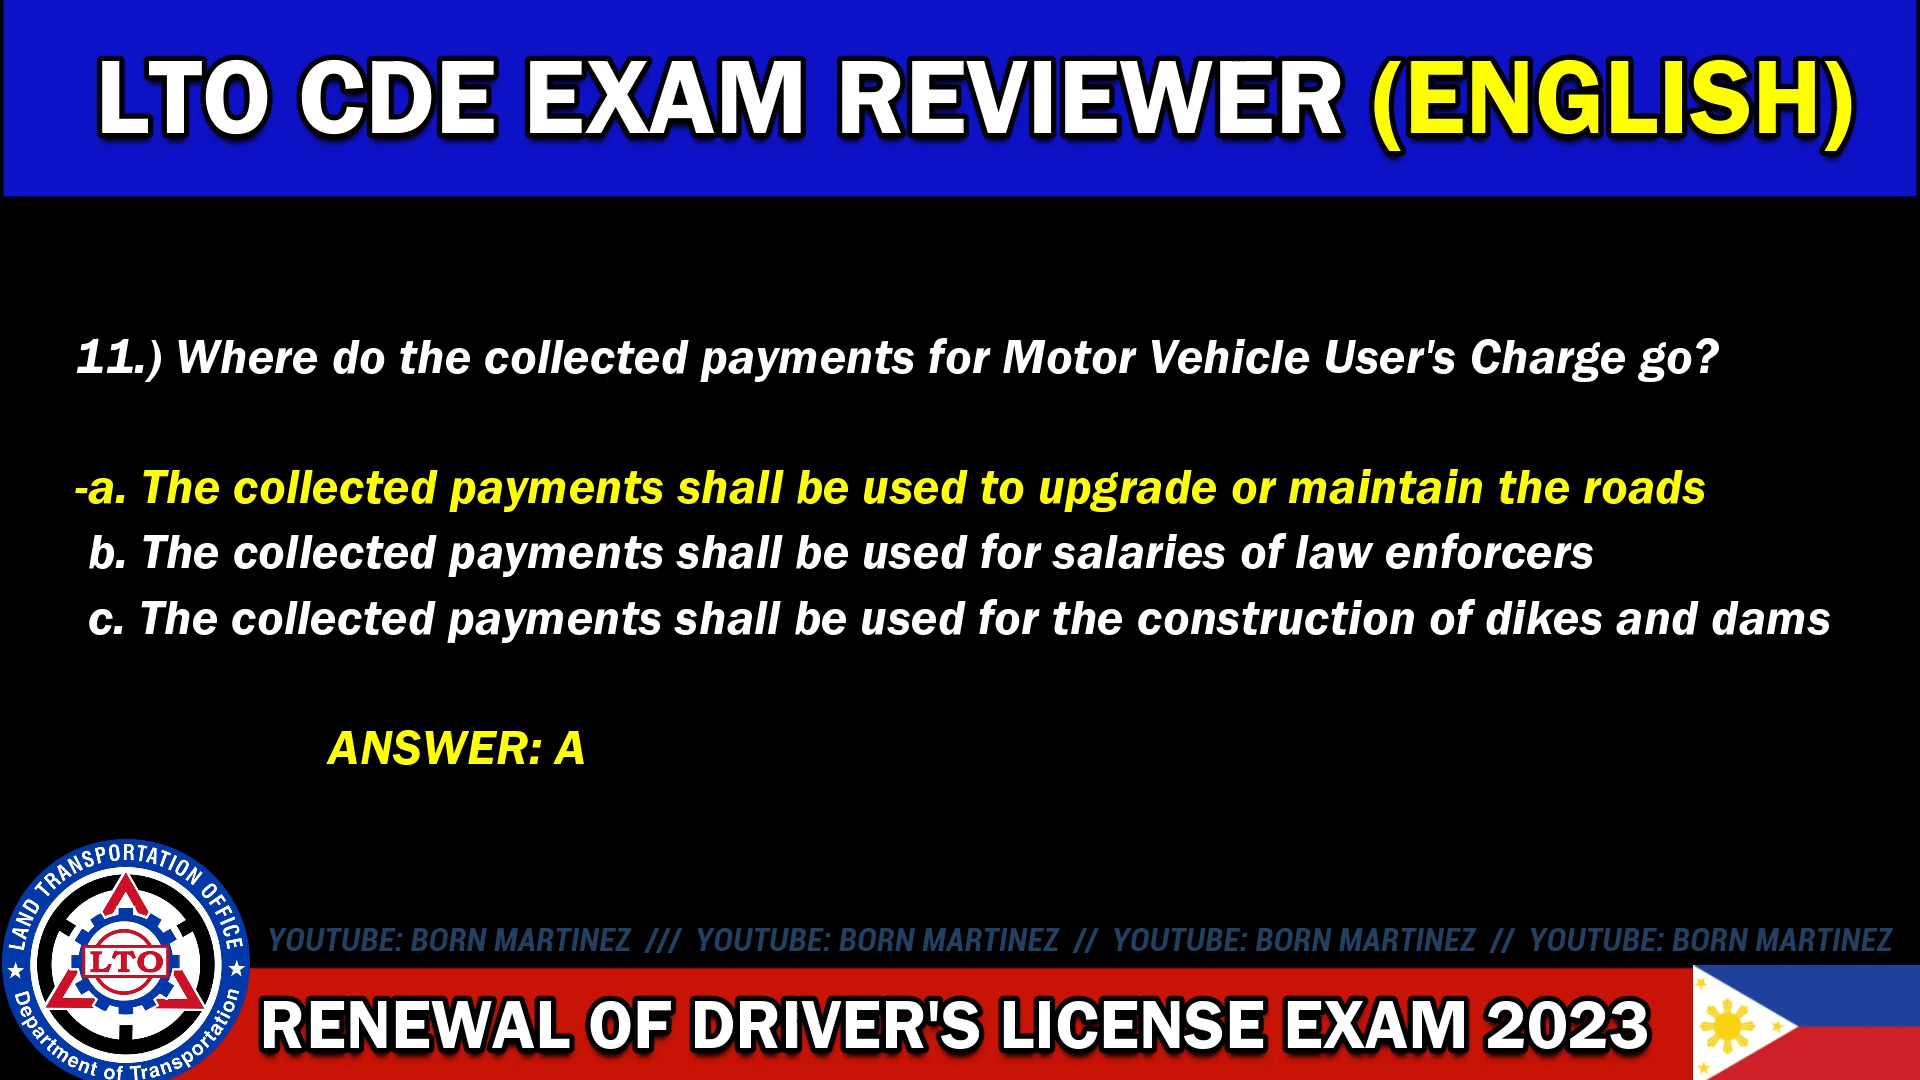 LTO CDE EXAM REVIEWER (ENGLISH)
11.) Where do the collected payments for Motor Vehicle User's Charge go?
-a. The collected payments shall be used to upgrade or maintain the roads
b. The collected payments shall be used for salaries of law enforcers
c. The collected payments shall be used for the construction of dikes and dams
ANSWER: A
LAND TRANSPORTATION OFFICE
LTO
Department of Transportation
YOUTUBE: BORN MARTINEZ /// YOUTUBE: BORN MARTINEZ // YOUTUBE: BORN MARTINEZ // YOUTUBE: BORN MARTINEZ
RENEWAL OF DRIVER'S LICENSE EXAM 2023